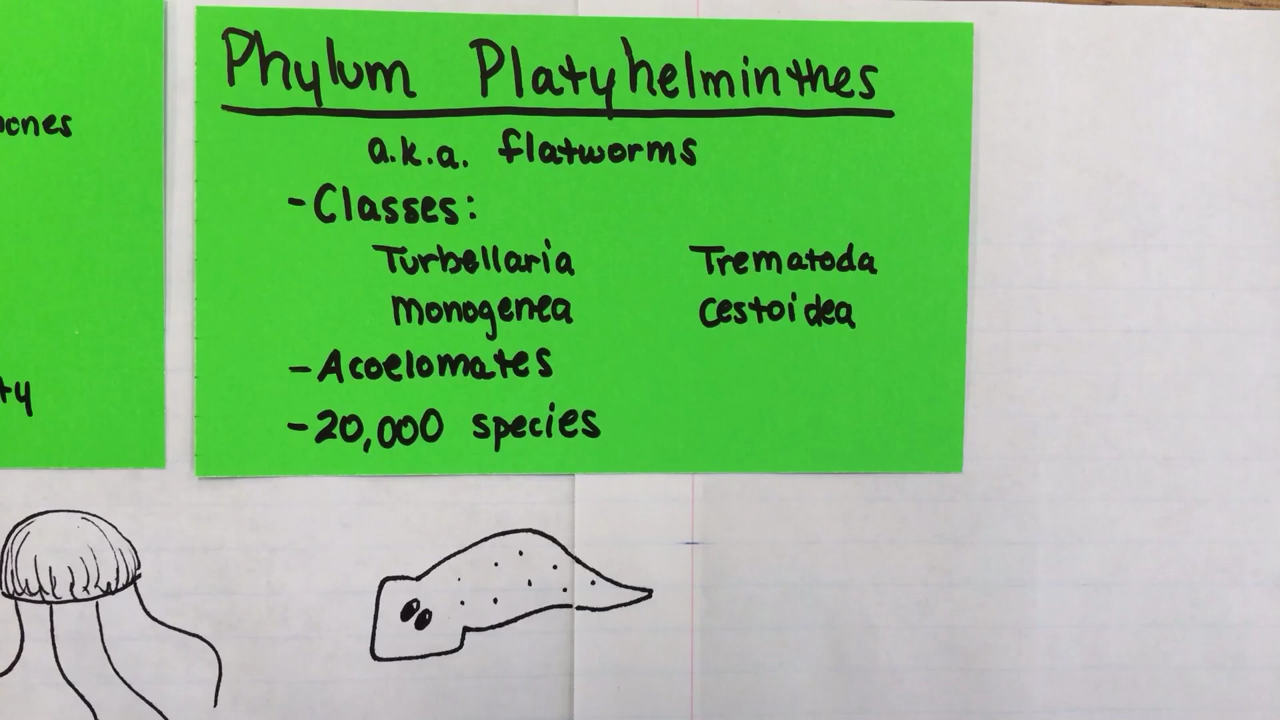 Phylum Platyhelminthes
a.k.a. flatworms
- Classes:
Turbellaria Trematoda
monogenea cestoidea
- Acoelomates
- 20,000 species